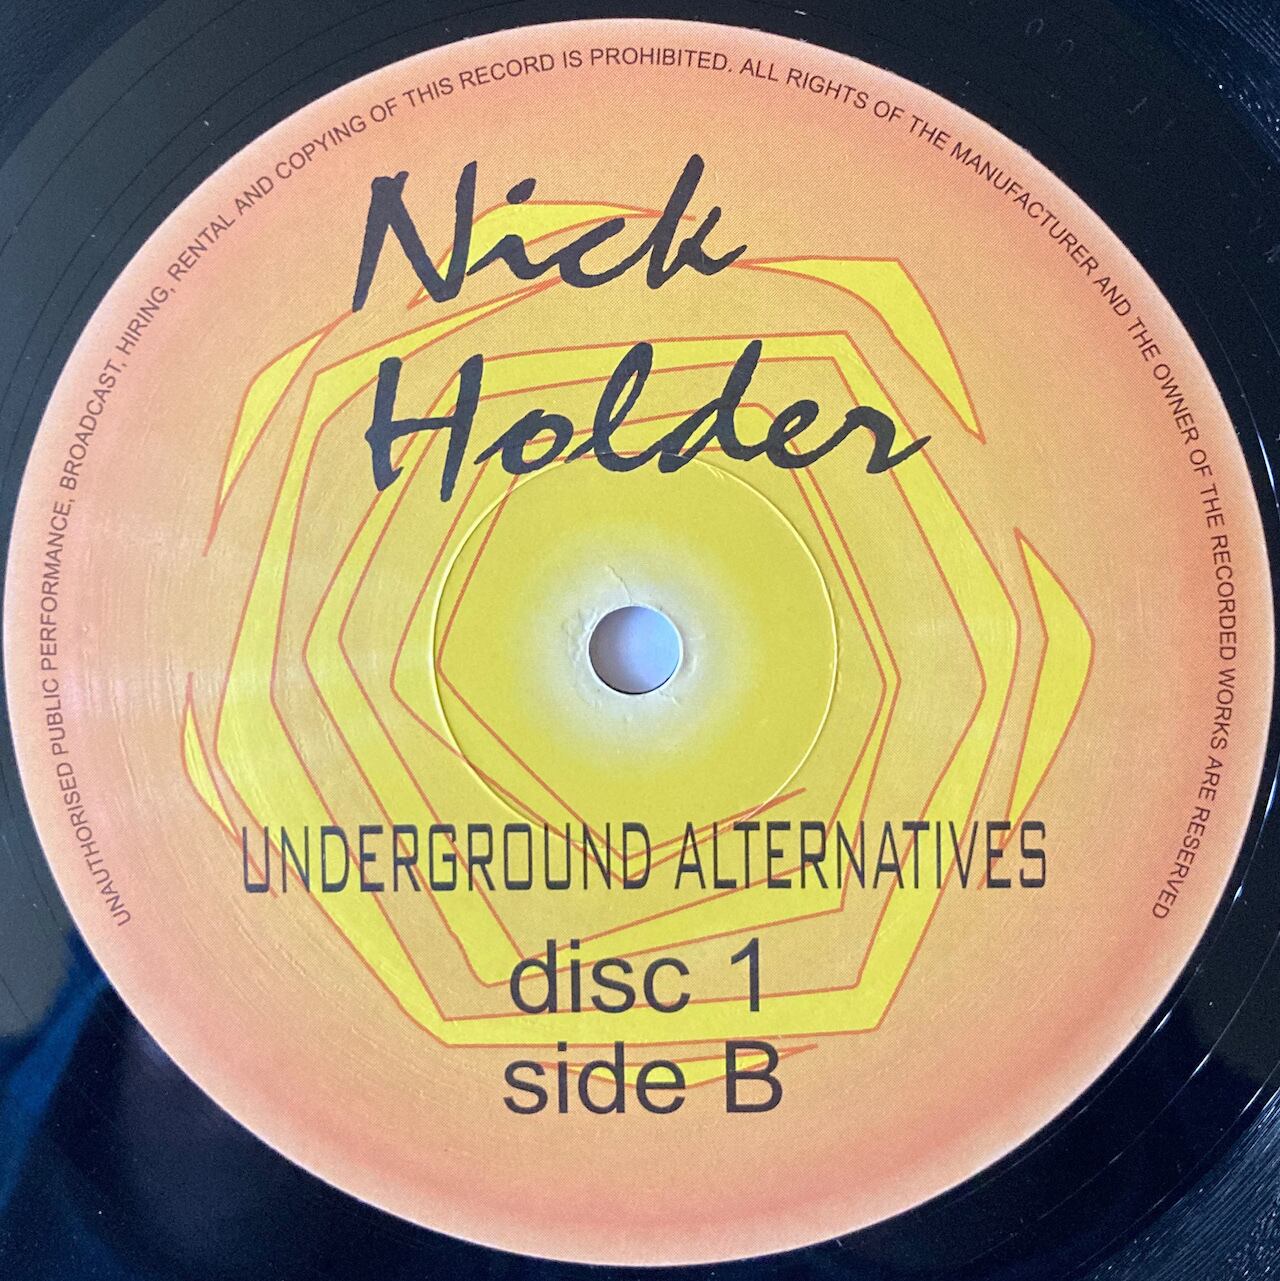 UNAUTHORISED PUBLIC PERFORMANCE, BROADCAST, HIRING, RENTAL AND COPYING OF THIS RECORD IS PROHIBITED. ALL RIGHTS OF THE MANUFACTURER AND THE OWNER OF THE RECORDED WORKS ARE RESERVED
Nick
Holder
UNDERGROUND ALTERNATIVES
disc 1
side B